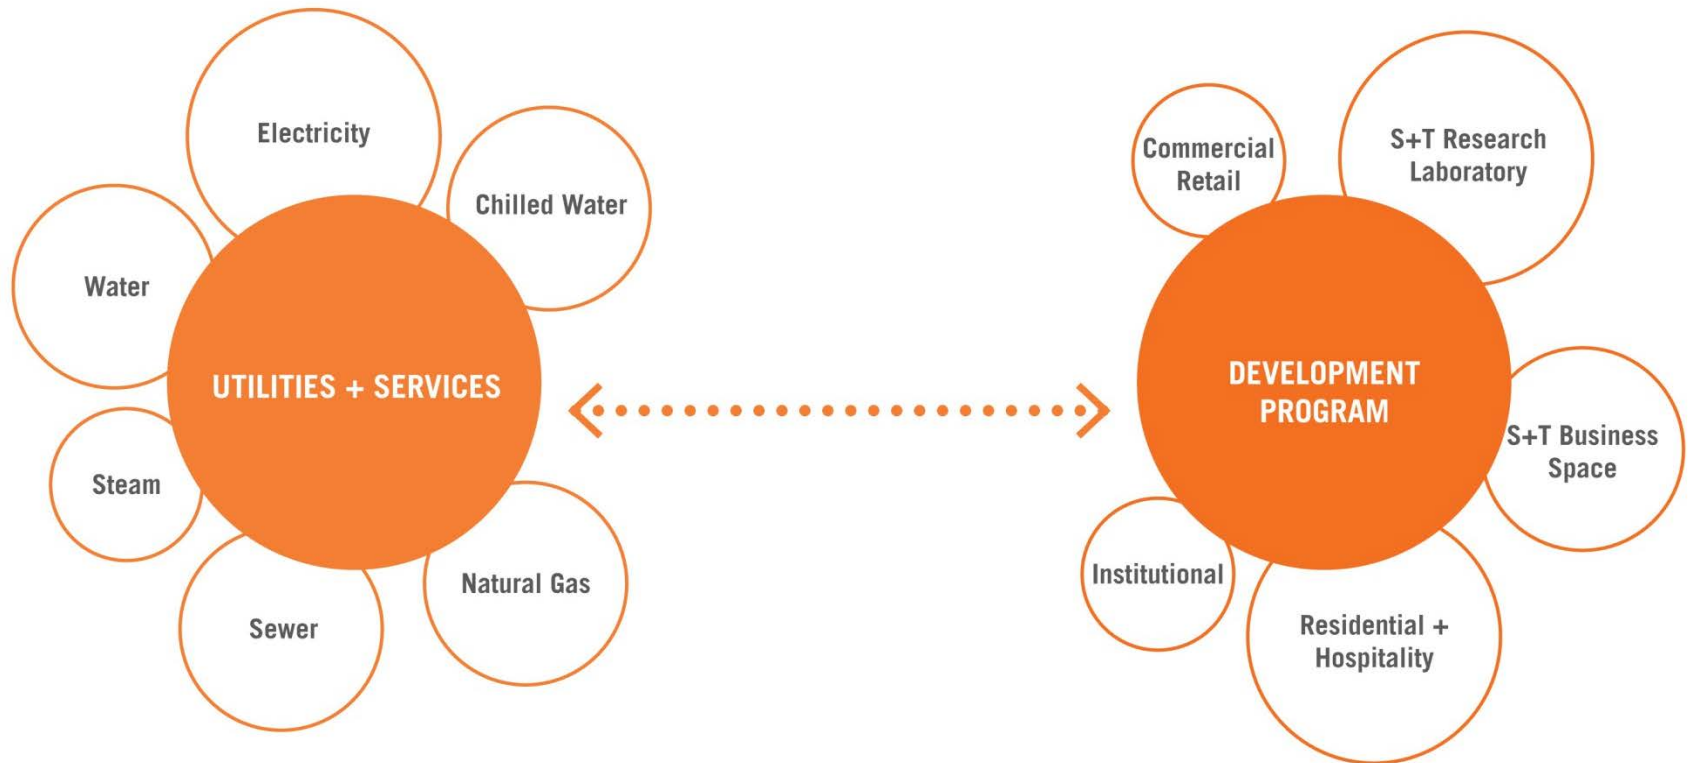 Electricity
Chilled Water
Water
UTILITIES + SERVICES
Steam
Natural Gas
Sewer
Commercial
Retail
S+T Research
Laboratory
DEVELOPMENT
PROGRAM
S+T Business
Space
Institutional
Residential +
Hospitality